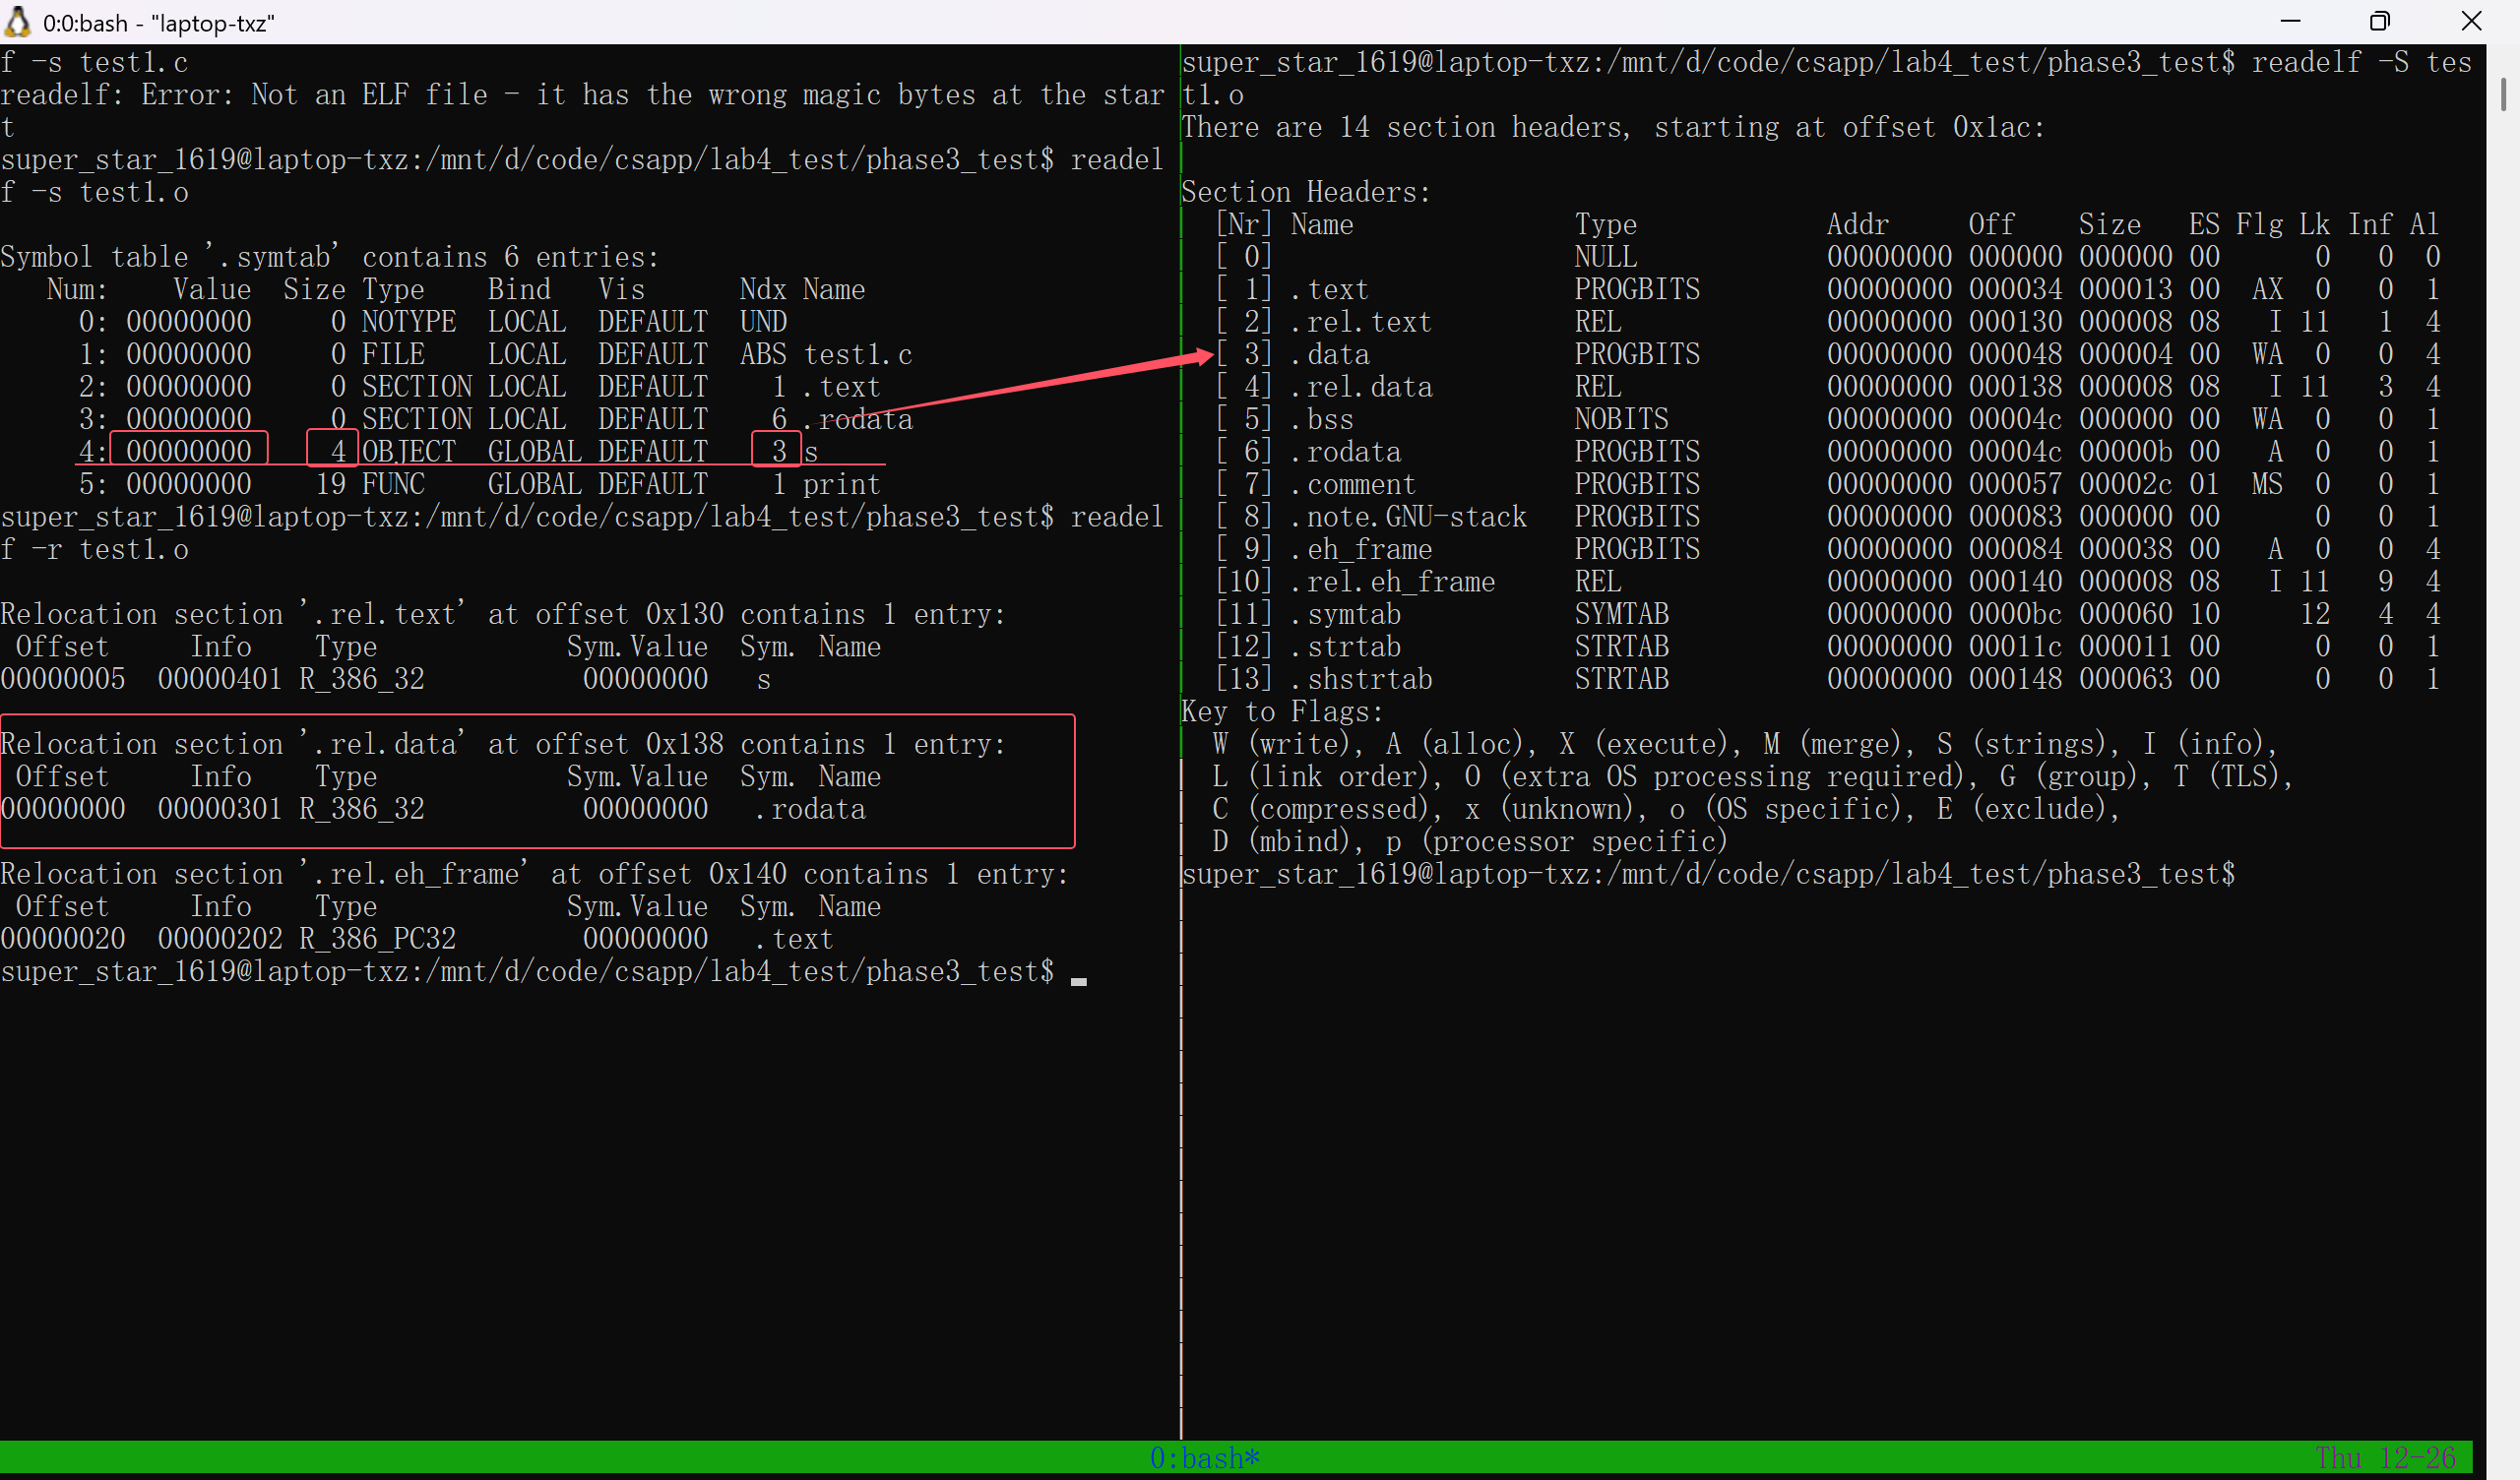 0:0:bash - "laptop-txz"
f -s test1.c
readelf: Error: Not an ELF file - it has the wrong magic bytes at the star
t
super_star_1619@laptop-txz:/mnt/d/code/csapp/lab4_test/phase3_test$ readel
f -s test1.o

Symbol table '.symtab' contains 6 entries:
   Num:    Value  Size Type    Bind   Vis      Ndx Name
     0: 00000000     0 NOTYPE  LOCAL  DEFAULT  UND
     1: 00000000     0 FILE    LOCAL  DEFAULT  ABS test1.c
     2: 00000000     0 SECTION LOCAL  DEFAULT    1 .text
     3: 00000000     0 SECTION LOCAL  DEFAULT    6 .rodata
     4: 00000000     4 OBJECT  GLOBAL DEFAULT    3 s
     5: 00000000    19 FUNC    GLOBAL DEFAULT    1 print
super_star_1619@laptop-txz:/mnt/d/code/csapp/lab4_test/phase3_test$ readel
f -r test1.o

Relocation section '.rel.text' at offset 0x130 contains 1 entry:
 Offset     Info    Type            Sym.Value  Sym. Name
00000005  00000401 R_386_32          00000000   s

Relocation section '.rel.data' at offset 0x138 contains 1 entry:
 Offset     Info    Type            Sym.Value  Sym. Name
00000000  00000301 R_386_32          00000000   .rodata

Relocation section '.rel.eh_frame' at offset 0x140 contains 1 entry:
 Offset     Info    Type            Sym.Value  Sym. Name
00000020  00000202 R_386_PC32        00000000   .text
super_star_1619@laptop-txz:/mnt/d/code/csapp/lab4_test/phase3_test$
super_star_1619@laptop-txz:/mnt/d/code/csapp/lab4_test/phase3_test$ readelf -S tes
t1.o
There are 14 section headers, starting at offset 0x1ac:

Section Headers:
  [Nr] Name              Type            Addr     Off    Size   ES Flg Lk Inf Al
  [ 0]                   NULL            00000000 000000 000000 00      0   0  0
  [ 1] .text             PROGBITS        00000000 000034 000013 00  AX  0   0  1
  [ 2] .rel.text         REL             00000000 000130 000008 08   I 11   1  4
  [ 3] .data             PROGBITS        00000000 000048 000004 00  WA  0   0  4
  [ 4] .rel.data         REL             00000000 000138 000008 08   I 11   3  4
  [ 5] .bss              NOBITS          00000000 00004c 000000 00  WA  0   0  1
  [ 6] .rodata           PROGBITS        00000000 00004c 00000b 00   A  0   0  1
  [ 7] .comment          PROGBITS        00000000 000057 00002c 01  MS  0   0  1
  [ 8] .note.GNU-stack   PROGBITS        00000000 000083 000000 00      0   0  1
  [ 9] .eh_frame         PROGBITS        00000000 000084 000038 00   A  0   0  4
  [10] .rel.eh_frame     REL             00000000 000140 000008 08   I 11   9  4
  [11] .symtab           SYMTAB          00000000 0000bc 000060 10     12   4  4
  [12] .strtab           STRTAB          00000000 00011c 000011 00      0   0  1
  [13] .shstrtab         STRTAB          00000000 000148 000063 00      0   0  1
Key to Flags:
  W (write), A (alloc), X (execute), M (merge), S (strings), I (info),
  L (link order), O (extra OS processing required), G (group), T (TLS),
  C (compressed), x (unknown), o (OS specific), E (exclude),
  D (mbind), p (processor specific)
super_star_1619@laptop-txz:/mnt/d/code/csapp/lab4_test/phase3_test$
0:bash*
Thu 12-26